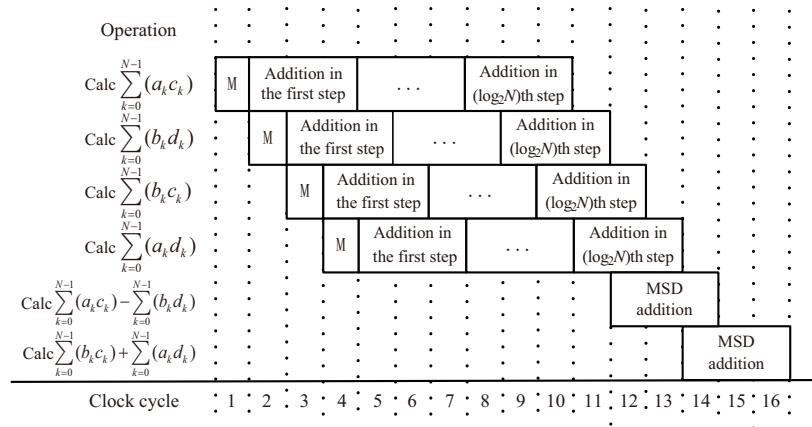 Operation
Calc \sum_{k=0}^{N-1}(a_k c_k) M Addition in the first step ... Addition in (log₂N)th step
Calc \sum_{k=0}^{N-1}(b_k d_k) M Addition in the first step ... Addition in (log₂N)th step
Calc \sum_{k=0}^{N-1}(b_k c_k) M Addition in the first step ... Addition in (log₂N)th step
Calc \sum_{k=0}^{N-1}(a_k d_k) M Addition in the first step ... Addition in (log₂N)th step
Calc \sum_{k=0}^{N-1}(a_k c_k) - \sum_{k=0}^{N-1}(b_k d_k) MSD addition
Calc \sum_{k=0}^{N-1}(b_k c_k) + \sum_{k=0}^{N-1}(a_k d_k) MSD addition
Clock cycle 1 2 3 4 5 6 7 8 9 10 11 12 13 14 15 16